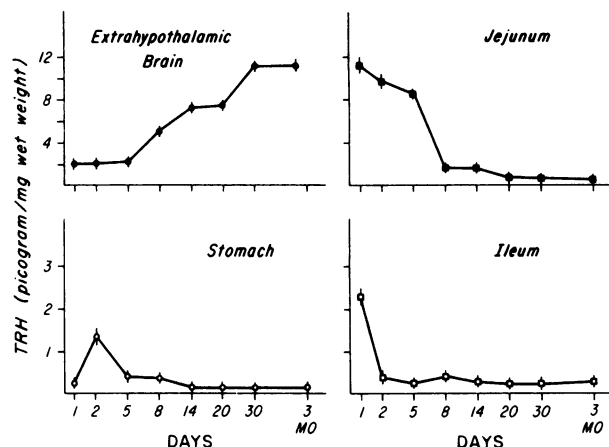 Extrahypothalamic
Brain
Jejunum
12
8
4
TRH (picogram/mg wet weight)
Stomach
Ileum
3
2
1
1 2 5 8 14 20 30 3
MO
DAYS
1 2 5 8 14 20 30 3
MO
DAYS